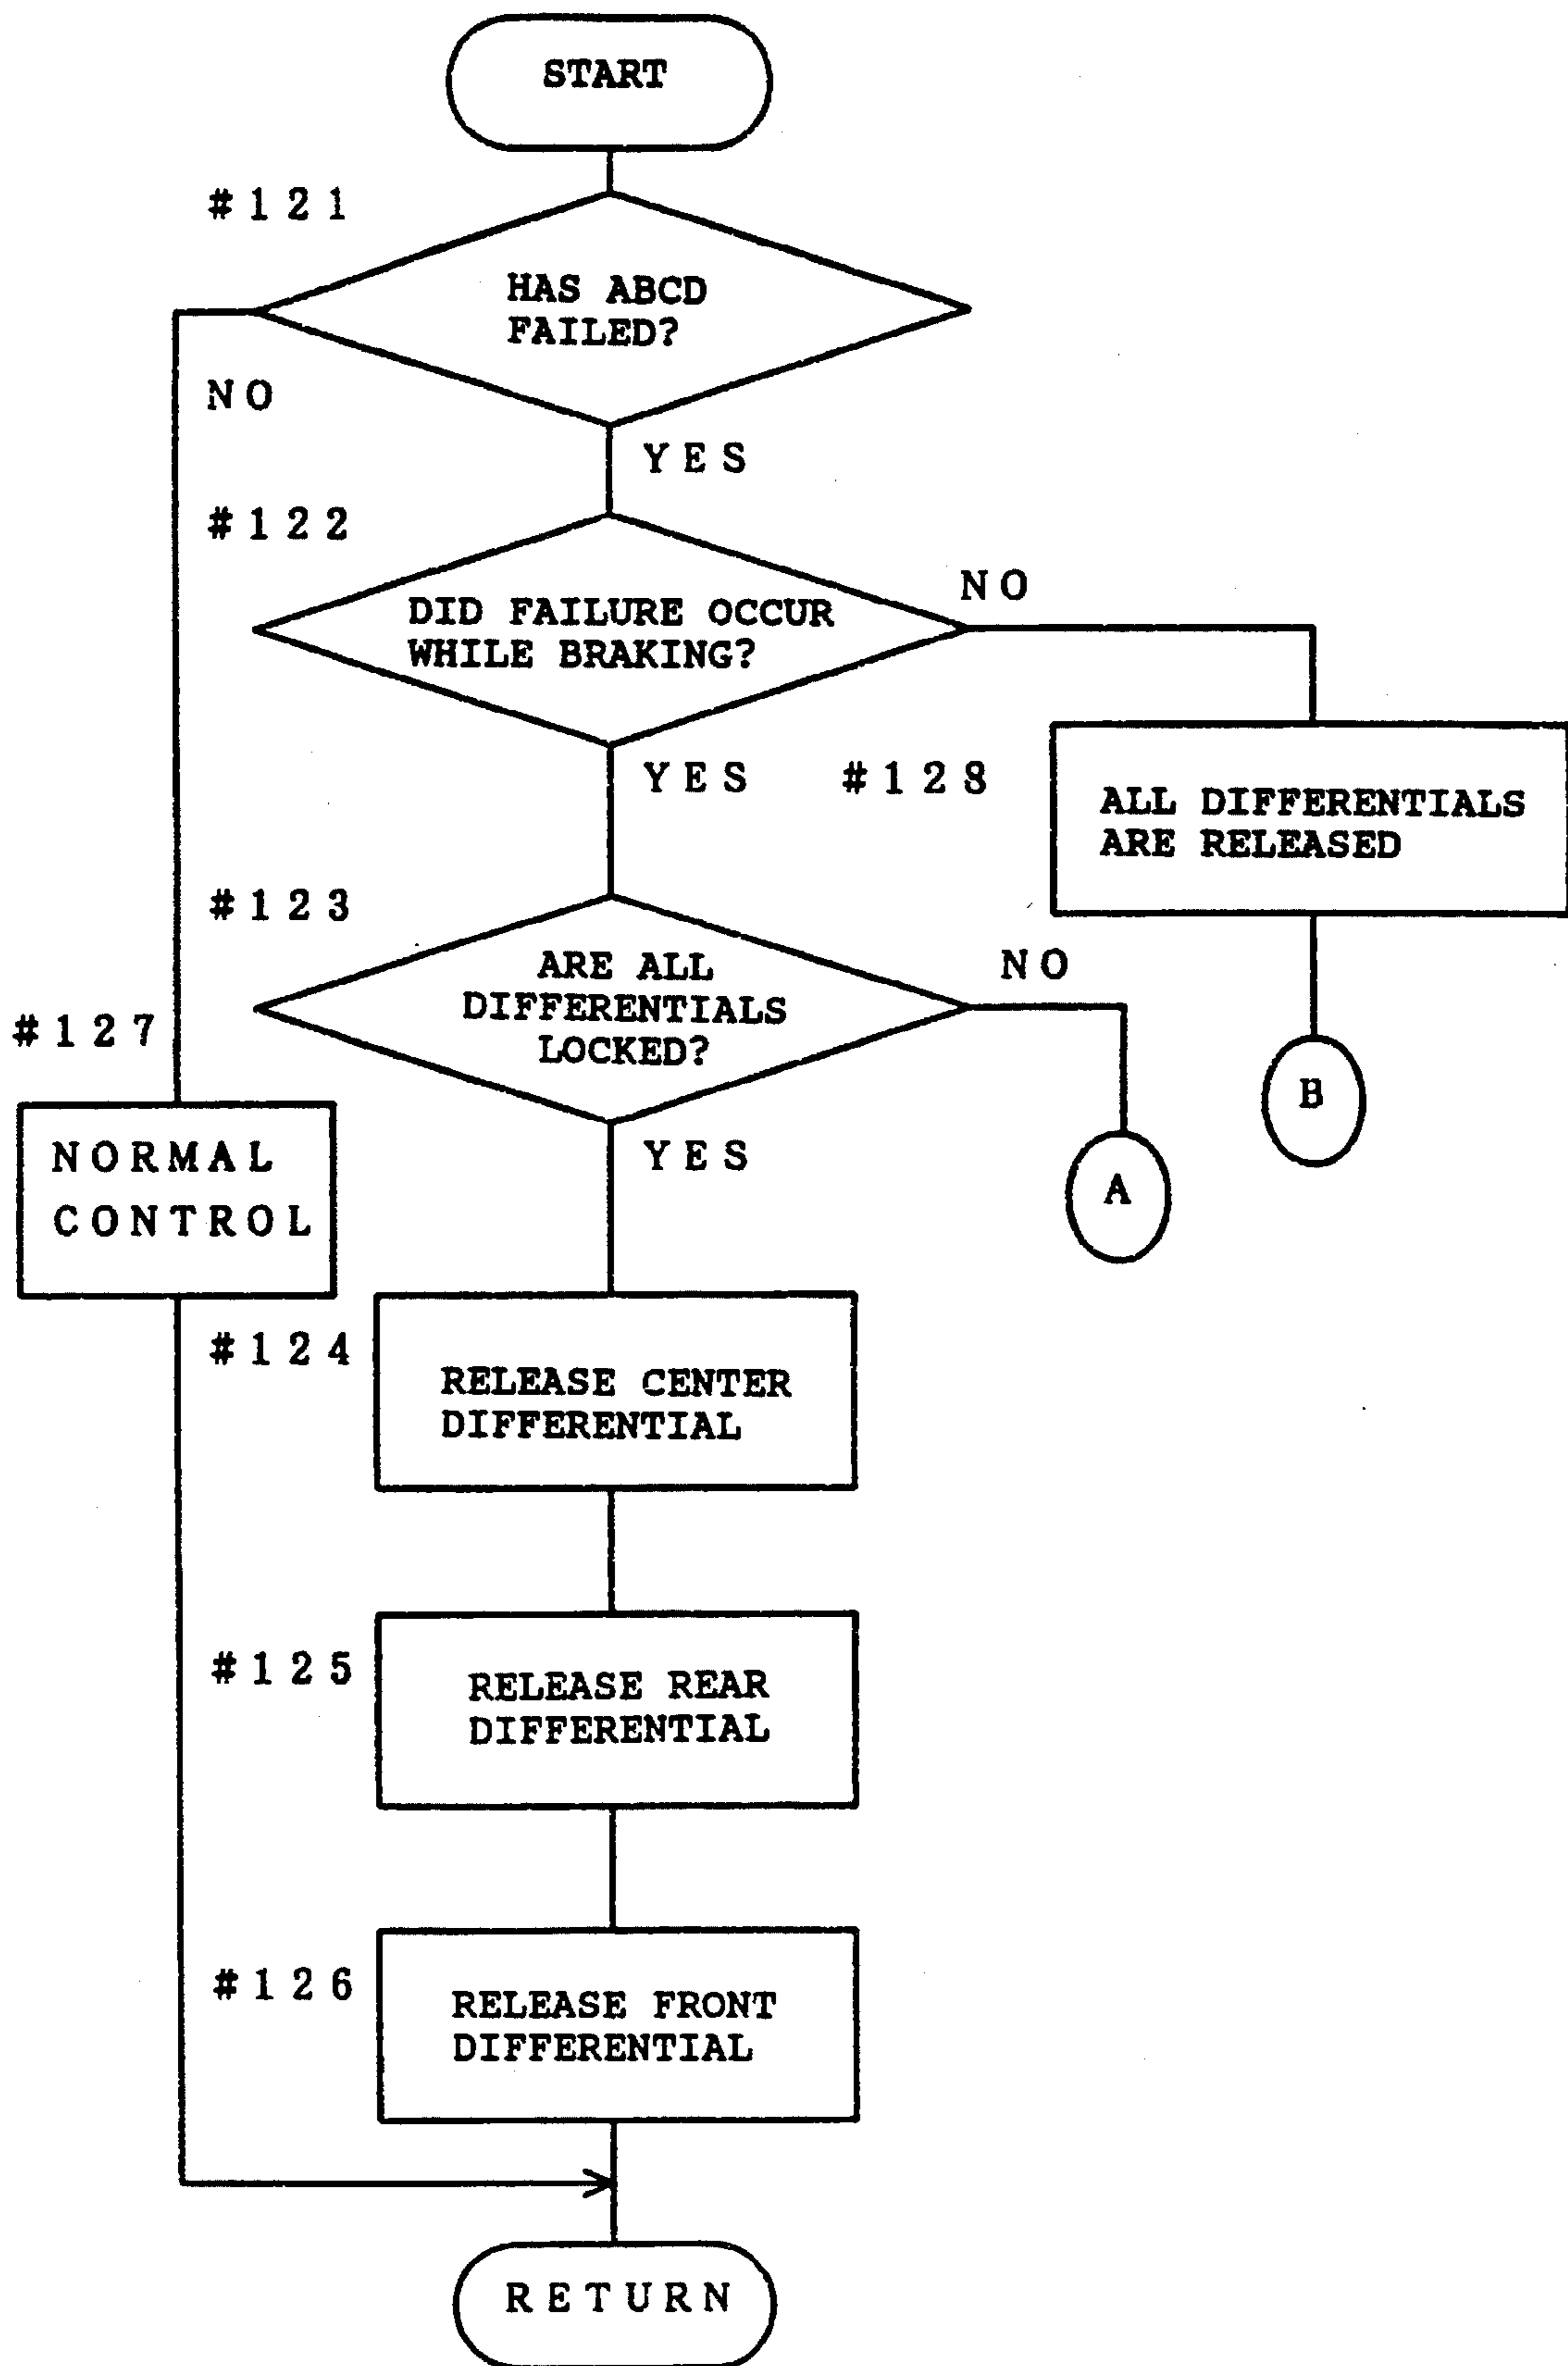 START
#121
HAS ABCD
FAILED?
NO
YES
#122
DID FAILURE OCCUR
WHILE BRAKING?
NO
YES
#128
ALL DIFFERENTIALS
ARE RELEASED
#123
ARE ALL
DIFFERENTIALS
LOCKED?
NO
B
A
#127
NORMAL
CONTROL
YES
#124
RELEASE CENTER
DIFFERENTIAL
#125
RELEASE REAR
DIFFERENTIAL
#126
RELEASE FRONT
DIFFERENTIAL
RETURN